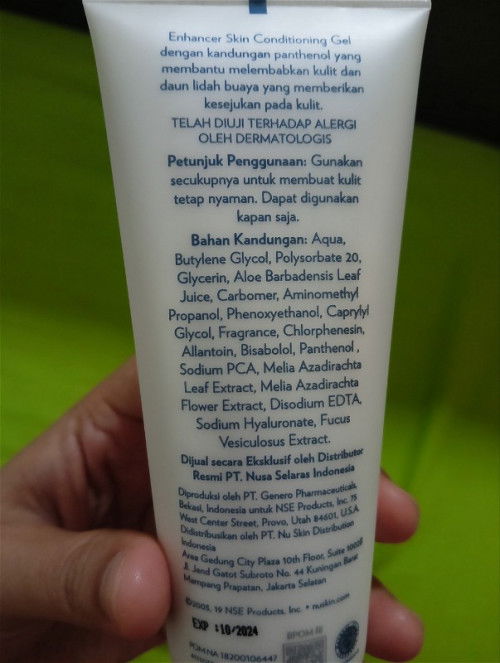 Enhancer Skin Conditioning Gel
dengan kandungan panthenol yang
membantu melembabkan kulit dan
daun lidah buaya yang memberikan
kesejukan pada kulit.
TELAH DIUJI TERHADAP ALERGI
OLEH DERMATOLOGIS
Petunjuk Penggunaan: Gunakan
secukupnya untuk membuat kulit
tetap nyaman. Dapat digunakan
kapan saja.
Bahan Kandungan: Aqua,
Butylene Glycol, Polysorbate 20,
Glycerin, Aloe Barbadensis Leaf
Juice, Carbomer, Aminomethyl
Propanol, Phenoxyethanol, Caprylyl
Glycol, Fragrance, Chlorphenesin,
Allantoin, Bisabolol, Panthenol ,
Sodium PCA, Melia Azadirachta
Leaf Extract, Melia Azadirachta
Flower Extract, Disodium EDTA,
Sodium Hyaluronate, Fucus
Vesiculosus Extract.
Dijual secara Eksklusif oleh Distributor
Resmi PT. Nusa Selaras Indonesia
Diproduksi oleh PT. Genero Pharmaceuticals,
Bekasi, Indonesia untuk NSE Products, Inc. 75
West Center Street, Provo, Utah 84601, U.S.A.
Didistribusikan oleh PT. Nu Skin Distribution
Indonesia
Area Gedung City Plaza 10th Floor, Suite 1002B
Jl. Jend Gatot Subroto No. 44 Kuningan Barat
Mampang Prapatan, Jakarta Selatan
©2005, 19 NSE Products, Inc. • nuskin.com
EXP :10/2024
BPOM RI
POM NA 18200106447